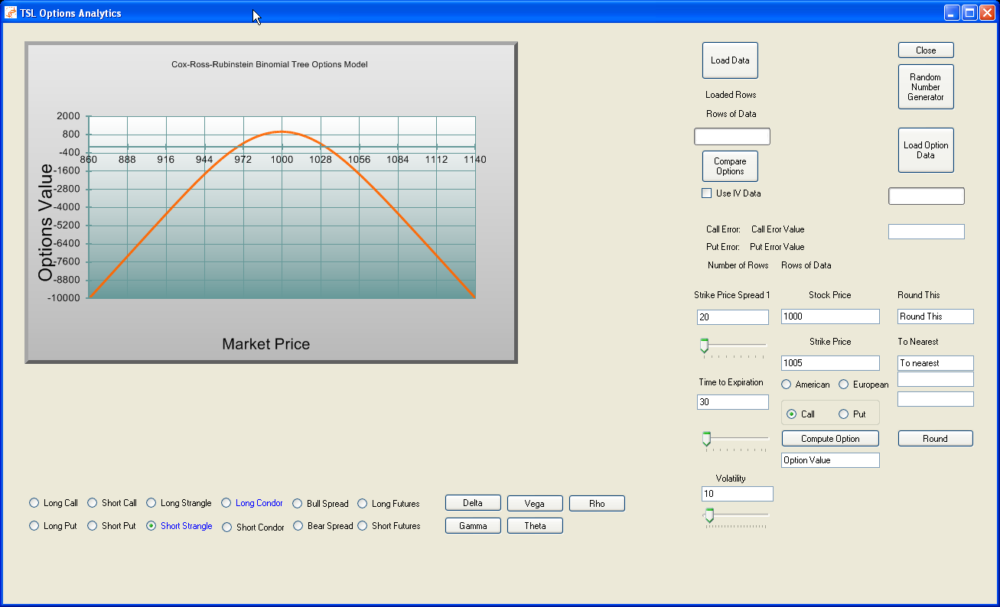 TSL Options Analytics
Cox-Ross-Rubinstein Binomial Tree Options Model
2000
800
-400
-1600
-2800
-4000
-5200
-6400
-7600
-8800
-10000
860 888 916 944 972 1000 1028 1056 1084 1112 1140
Options Value
Market Price
Load Data
Loaded Rows
Rows of Data
Compare
Options
Use IV Data
Close
Random
Number
Generator
Load Option
Data
Call Error: Call Eror Value
Put Error: Put Error Value
Number of Rows Rows of Data
Strike Price Spread 1
20
Stock Price
1000
Round This
Round This
Strike Price
1005
To Nearest
To nearest
Time to Expiration
30
American European
Call Put
Compute Option
Round
Option Value
Volatility
10
Long Call Short Call Long Strangle Long Condor Bull Spread Long Futures
Long Put Short Put Short Strangle Short Condor Bear Spread Short Futures
Delta Vega Rho
Gamma Theta